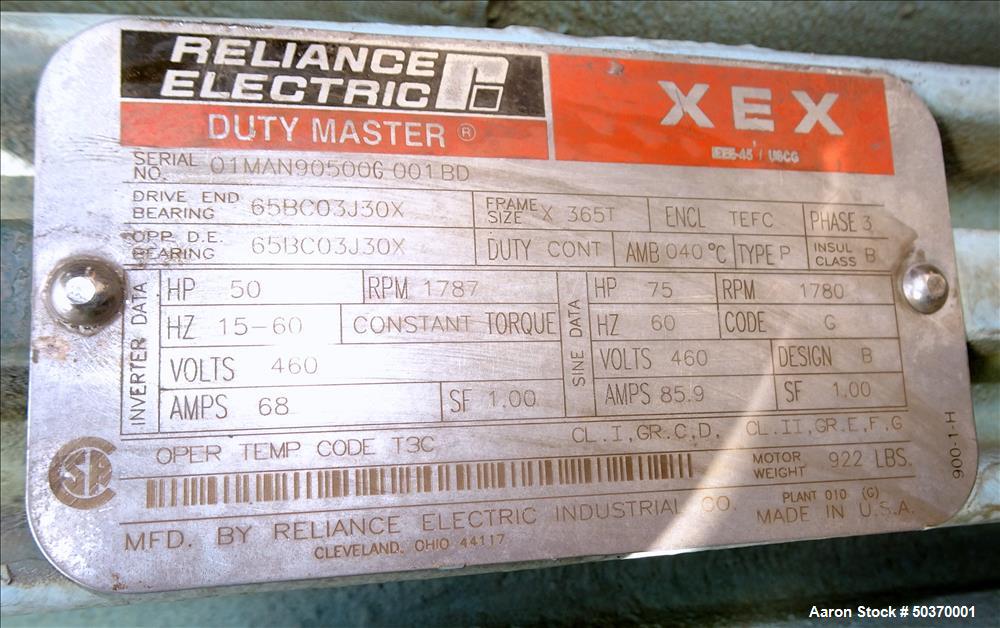 RELIANCE
ELECTRIC
DUTY MASTER ®
XEX
IEEE-45 / USCG
SERIAL NO. 01MAN905006 001BD
DRIVE END BEARING 65BC03J30X FRAME SIZE X 365T ENCL TEFC PHASE 3
OPP. D.E. BEARING 65BC03J30X DUTY CONT AMB 040 °C TYPE P INSUL CLASS B
INVERTER DATA
HP 50 RPM 1787
HZ 15-60 CONSTANT TORQUE
VOLTS 460
AMPS 68 SF 1.00
SINE DATA
HP 75 RPM 1780
HZ 60 CODE G
VOLTS 460 DESIGN B
AMPS 85.9 SF 1.00
OPER TEMP CODE T3C CL.I,GR.C,D, CL.II,GR.E,F,G
SA
MOTOR WEIGHT 922 LBS.
MFD. BY RELIANCE ELECTRIC INDUSTRIAL CO. PLANT 010 (G)
CLEVELAND, OHIO 44117 MADE IN U.S.A.
900-1-H
Aaron Stock # 50370001